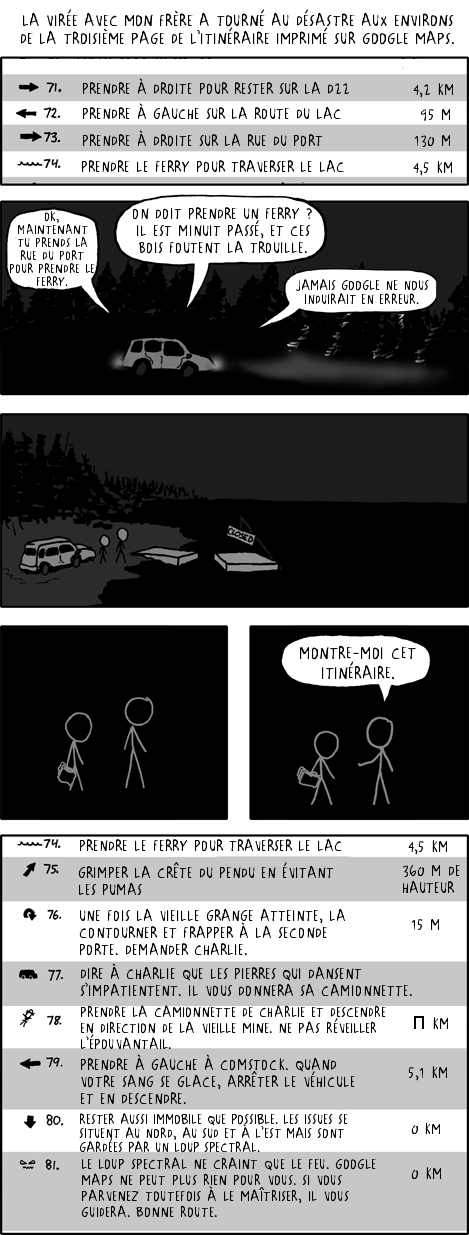 LA VIRÉE AVEC MON FRÈRE A TOURNÉ AU DÉSASTRE AUX ENVIRONS
DE LA TROISIÈME PAGE DE L'ITINÉRAIRE IMPRIMÉ SUR GOOGLE MAPS.
71. PRENDRE À DROITE POUR RESTER SUR LA D22 4,2 KM
72. PRENDRE À GAUCHE SUR LA ROUTE DU LAC 95 M
73. PRENDRE À DROITE SUR LA RUE DU PORT 130 M
74. PRENDRE LE FERRY POUR TRAVERSER LE LAC 4,5 KM
OK,
MAINTENANT
TU PRENDS LA
RUE DU PORT
POUR PRENDRE LE
FERRY.
ON DOIT PRENDRE UN FERRY ?
IL EST MINUIT PASSÉ, ET CES
BOIS FOUTENT LA TROUILLE.
JAMAIS GOOGLE NE NOUS
INDUIRAIT EN ERREUR.
CLOSED
MONTRE-MOI CET
ITINÉRAIRE.
74. PRENDRE LE FERRY POUR TRAVERSER LE LAC 4,5 KM
75. GRIMPER LA CRÊTE DU PENDU EN ÉVITANT 360 M DE
LES PUMAS HAUTEUR
76. UNE FOIS LA VIEILLE GRANGE ATTEINTE, LA 15 M
CONTOURNER ET FRAPPER À LA SECONDE
PORTE. DEMANDER CHARLIE.
77. DIRE À CHARLIE QUE LES PIERRES QUI DANSENT
S'IMPATIENTENT. IL VOUS DONNERA SA CAMIONNETTE.
78. PRENDRE LA CAMIONNETTE DE CHARLIE ET DESCENDRE Π KM
EN DIRECTION DE LA VIEILLE MINE. NE PAS RÉVEILLER
L'ÉPOUVANTAIL.
79. PRENDRE À GAUCHE À COMSTOCK. QUAND 5,1 KM
VOTRE SANG SE GLACE, ARRÊTER LE VÉHICULE
ET EN DESCENDRE.
80. RESTER AUSSI IMMOBILE QUE POSSIBLE. LES ISSUES SE 0 KM
SITUENT AU NORD, AU SUD ET À L'EST MAIS SONT
GARDÉES PAR UN LOUP SPECTRAL.
81. LE LOUP SPECTRAL NE CRAINT QUE LE FEU. GOOGLE 0 KM
MAPS NE PEUT PLUS RIEN POUR VOUS. SI VOUS
PARVENEZ TOUTEFOIS À LE MAÎTRISER, IL VOUS
GUIDERA. BONNE ROUTE.